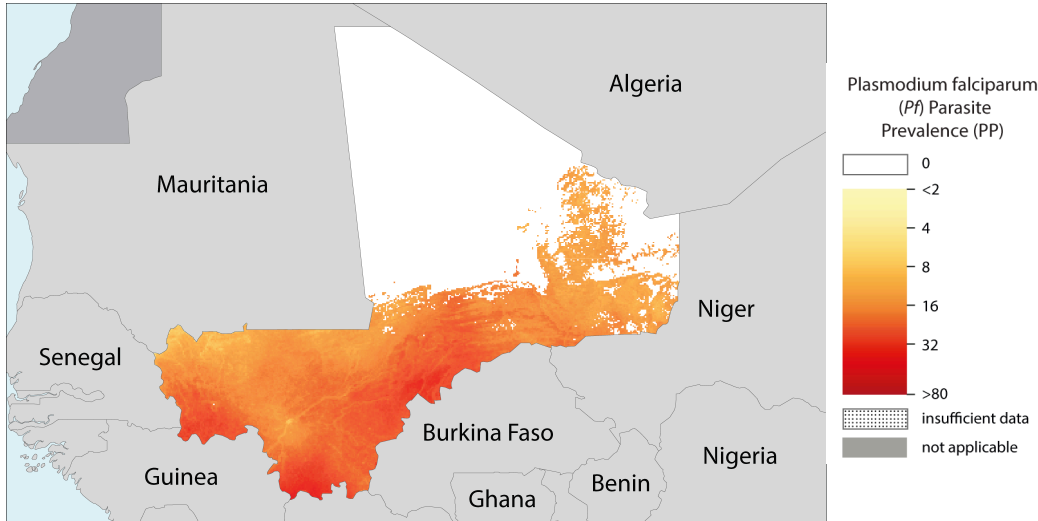 Algeria
Mauritania
Niger
Senegal
Burkina Faso
Nigeria
Guinea
Benin
Ghana
Plasmodium falciparum
(Pf) Parasite
Prevalence (PP)
0
<2
4
8
16
32
>80
insufficient data
not applicable